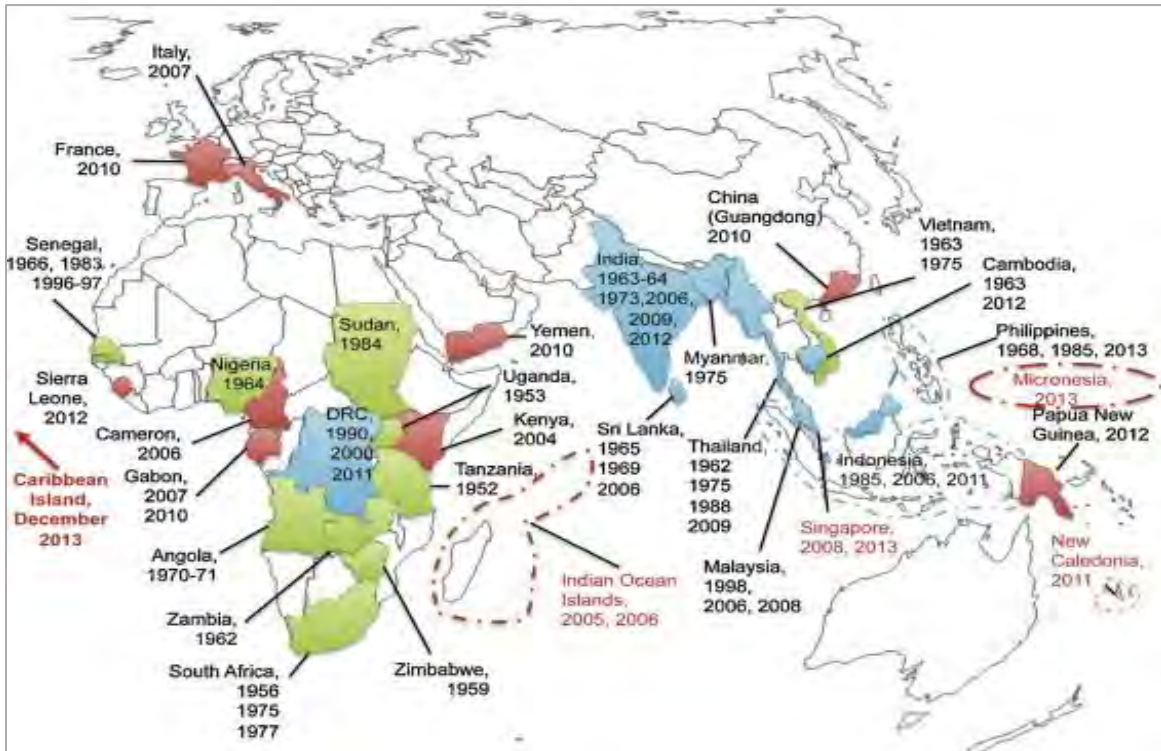 Italy,
2007
France,
2010
Senegal,
1966, 1983
1996-97
Sierra
Leone,
2012
Nigeria,
1964
Cameron,
2006
Gabon,
2007
2010
Caribbean
Island,
December
2013
Angola,
1970-71
Zambia,
1962
South Africa,
1956
1975
1977
Zimbabwe,
1959
Sudan,
1984
DRC,
1990,
2000,
2011
Yemen,
2010
Uganda,
1953
Kenya,
2004
Tanzania,
1952
Indian Ocean
Islands,
2005, 2006
India,
1963-64
1973,2006,
2009,
2012
Sri Lanka,
1965
1969
2006
Myanmar,
1975
Thailand,
1962
1975
1988
2009
Malaysia,
1998,
2006, 2008
Singapore,
2008, 2013
Indonesia,
1985, 2006, 2011
China
(Guangdong)
2010
Vietnam,
1963
1975
Cambodia,
1963
2012
Philippines,
1968, 1985, 2013
Micronesia,
2013
Papua New
Guinea, 2012
New
Caledonia,
2011